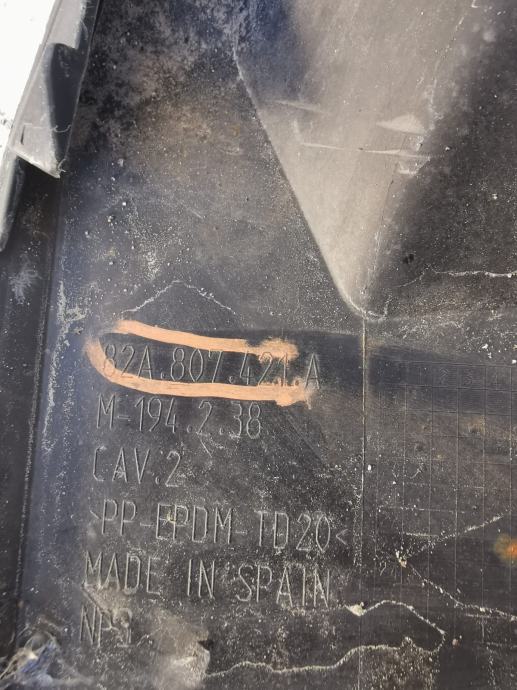 82A.807.421.A
M-194.2.38
CAV.2
>PP-EPDM-TD20<
MADE IN SPAIN